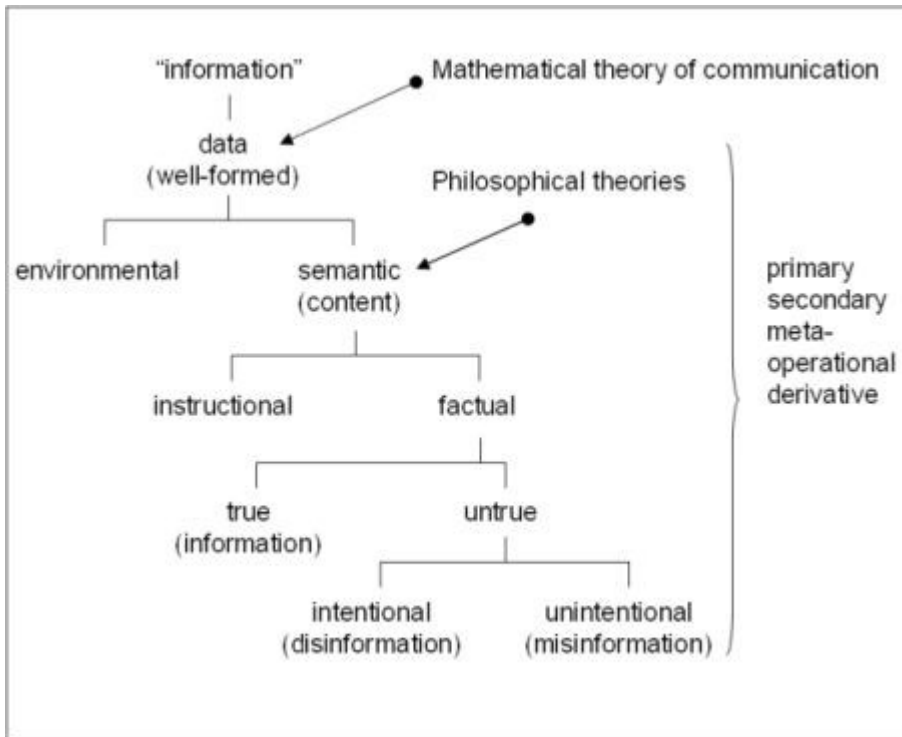 “information”
Mathematical theory of communication
data
(well-formed)
Philosophical theories
environmental
semantic
(content)
primary
secondary
meta-
operational
derivative
instructional
factual
true
(information)
untrue
intentional
(disinformation)
unintentional
(misinformation)